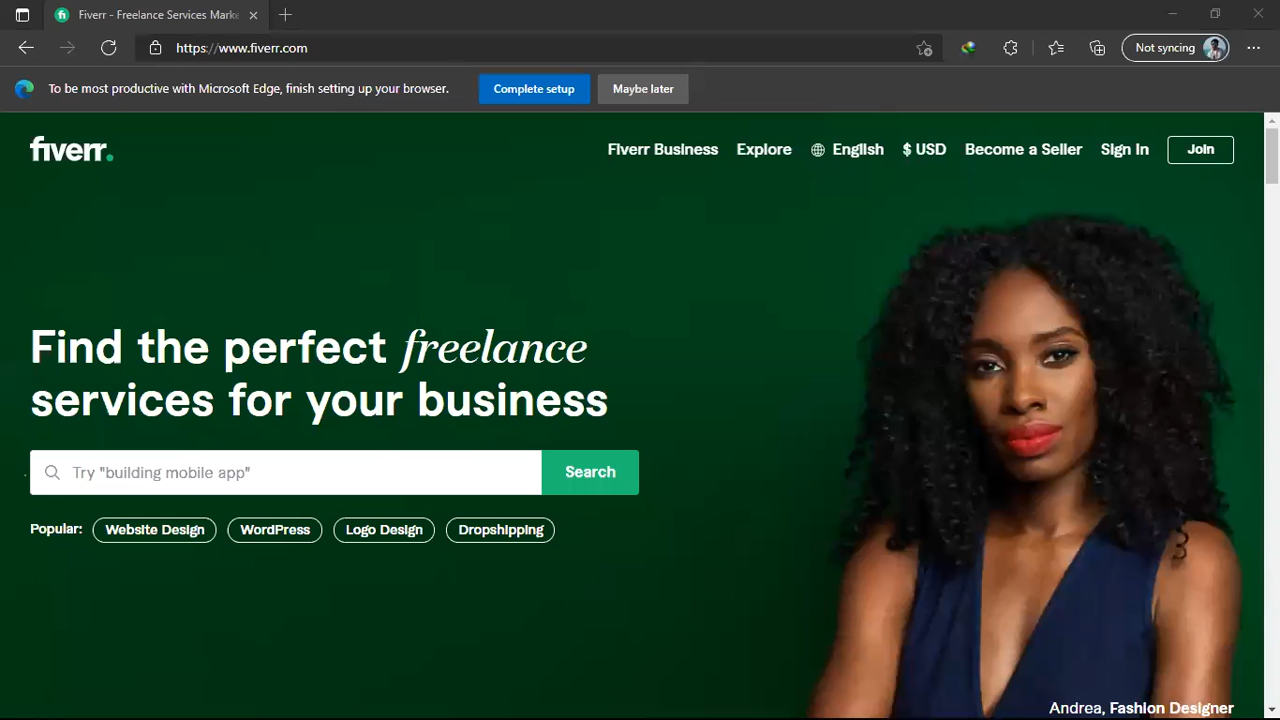 Fiverr - Freelance Services Marke
https://www.fiverr.com
Not syncing
To be most productive with Microsoft Edge, finish setting up your browser.
Complete setup
Maybe later
fiverr.
Fiverr Business
Explore
English
$ USD
Become a Seller
Sign In
Join
Find the perfect freelance
services for your business
Try "building mobile app"
Search
Popular:
Website Design
WordPress
Logo Design
Dropshipping
Andrea, Fashion Designer